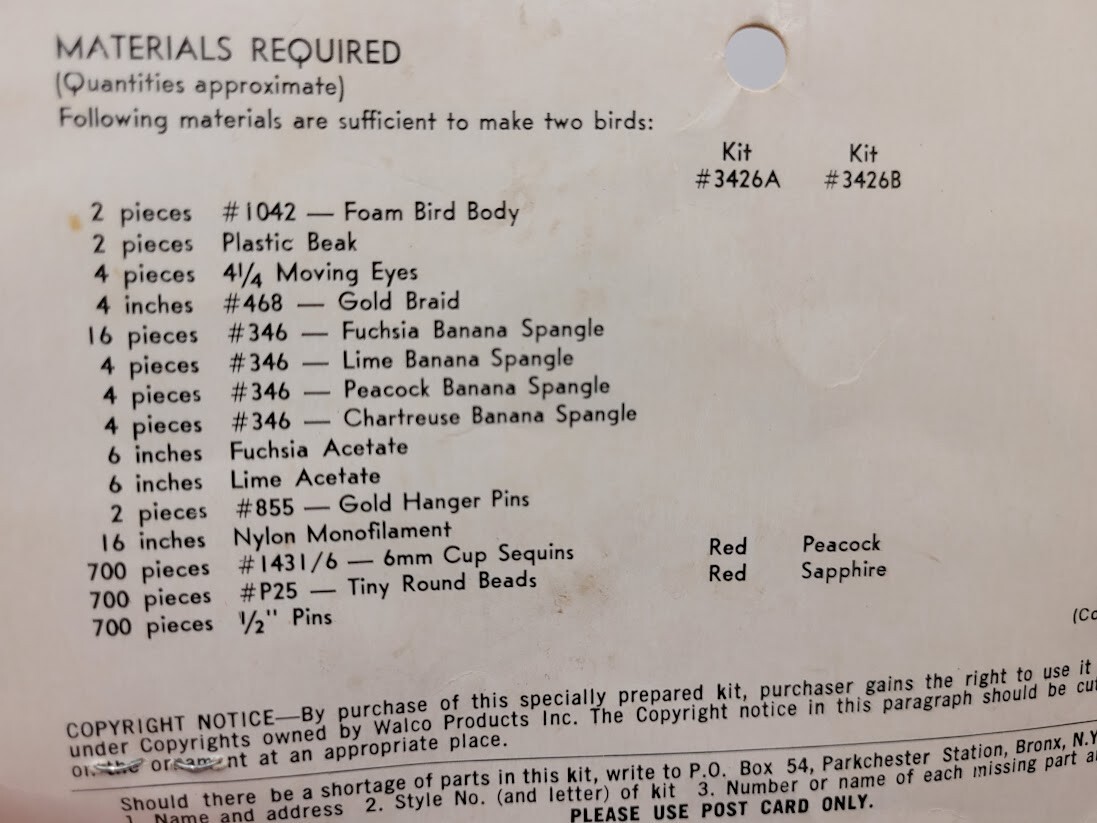 MATERIALS REQUIRED
(Quantities approximate)
Following materials are sufficient to make two birds:
Kit Kit
#3426A #3426B
2 pieces #1042 — Foam Bird Body
2 pieces Plastic Beak
4 pieces 4¼ Moving Eyes
4 inches #468 — Gold Braid
16 pieces #346 — Fuchsia Banana Spangle
4 pieces #346 — Lime Banana Spangle
4 pieces #346 — Peacock Banana Spangle
4 pieces #346 — Chartreuse Banana Spangle
6 inches Fuchsia Acetate
6 inches Lime Acetate
2 pieces #855 — Gold Hanger Pins
16 inches Nylon Monofilament
700 pieces #1431/6 — 6mm Cup Sequins Red Peacock
700 pieces #P25 — Tiny Round Beads Red Sapphire
700 pieces ½" Pins
(Co
COPYRIGHT NOTICE—By purchase of this specially prepared kit, purchaser gains the right to use it
under Copyrights owned by Walco Products Inc. The Copyright notice in this paragraph should be cu
on the ornament at an appropriate place.
Should there be a shortage of parts in this kit, write to P.O. Box 54, Parkchester Station, Bronx, N.Y
1. Name and address 2. Style No. (and letter) of kit 3. Number or name of each missing part a
PLEASE USE POST CARD ONLY.